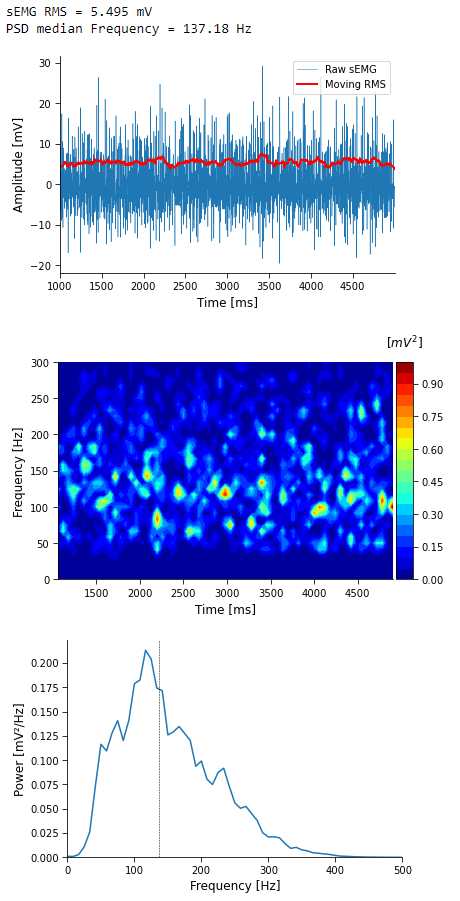 sEMG RMS = 5.495 mV
PSD median Frequency = 137.18 Hz
30
20
10
0
−10
−20
Amplitude [mV]
Raw sEMG
Moving RMS
1000 1500 2000 2500 3000 3500 4000 4500
Time [ms]
[mV²]
300
250
200
150
100
50
0
Frequency [Hz]
0.90
0.75
0.60
0.45
0.30
0.15
0.00
1500 2000 2500 3000 3500 4000 4500
Time [ms]
0.200
0.175
0.150
0.125
0.100
0.075
0.050
0.025
0.000
Power [mV²/Hz]
0 100 200 300 400 500
Frequency [Hz]